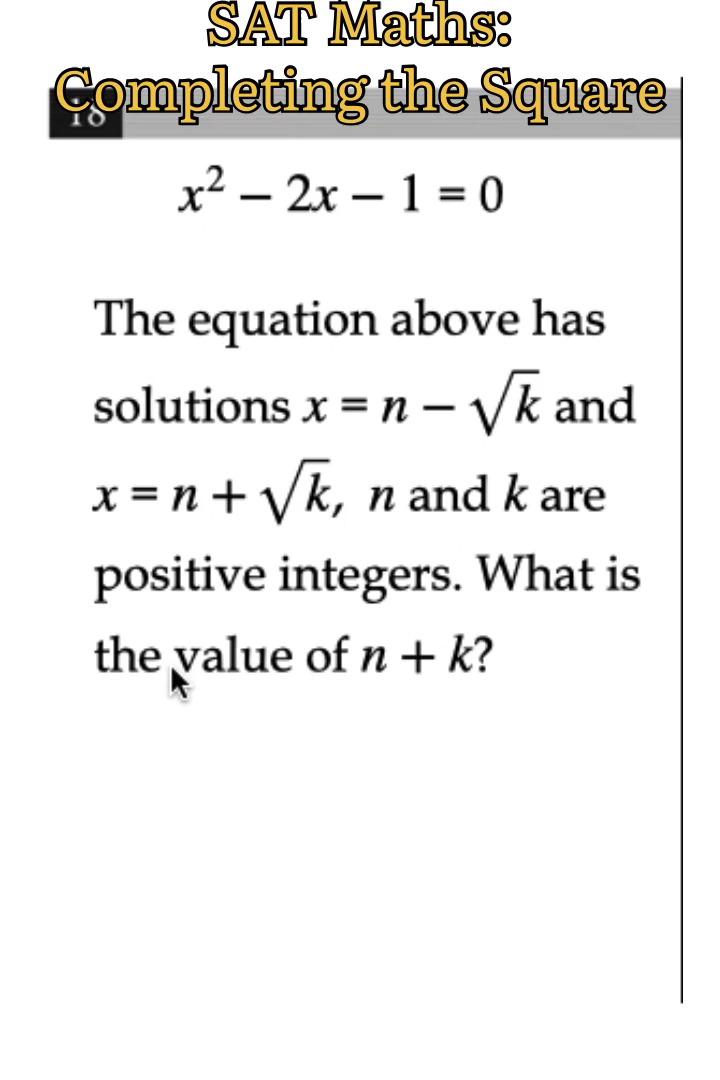 SAT Maths:
Completing the Square
18
x² – 2x – 1 = 0
The equation above has
solutions x = n – √k and
x = n + √k, n and k are
positive integers. What is
the value of n + k?